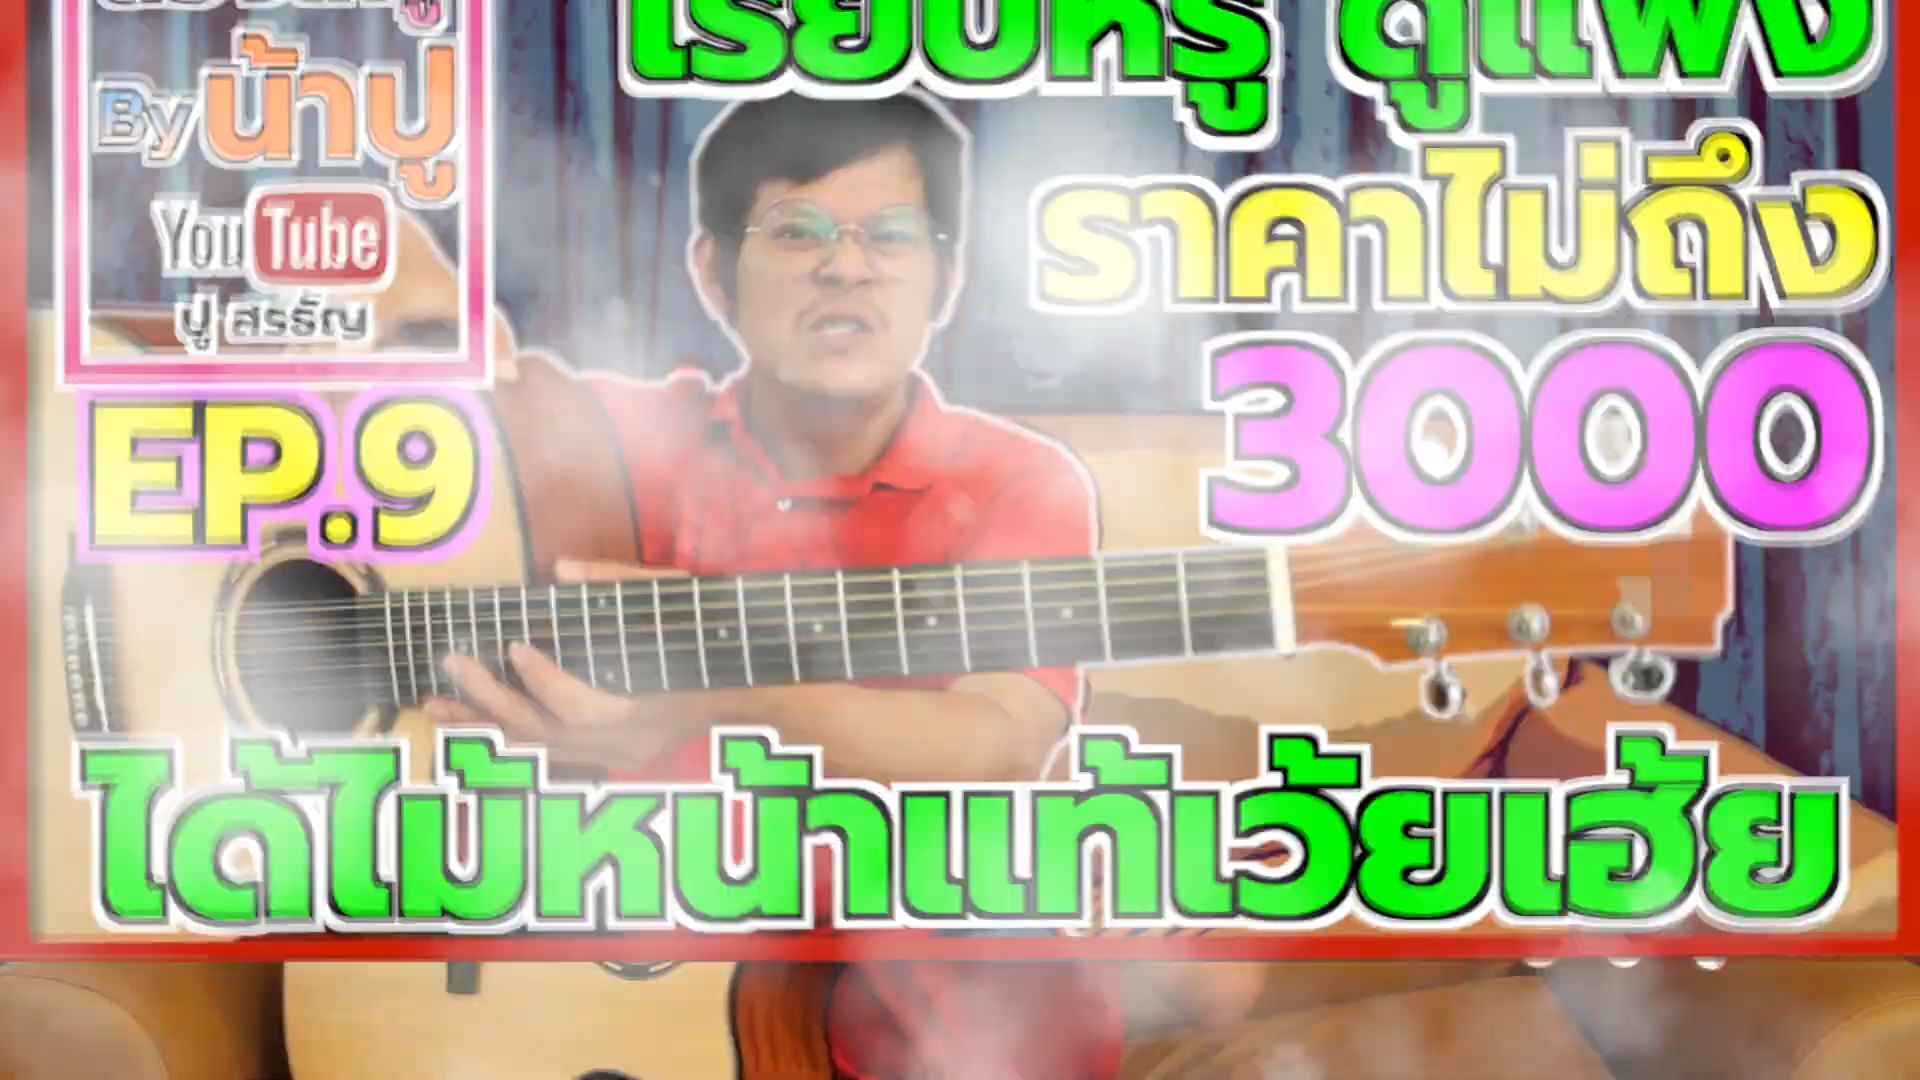 By น้าปู
YouTube
ปู สรรัญ
EP.9
เรียบหรู ดูแพง
ราคาไม่ถึง
3000
ได้ไม้หน้าแท้เว้ยเฮ้ย